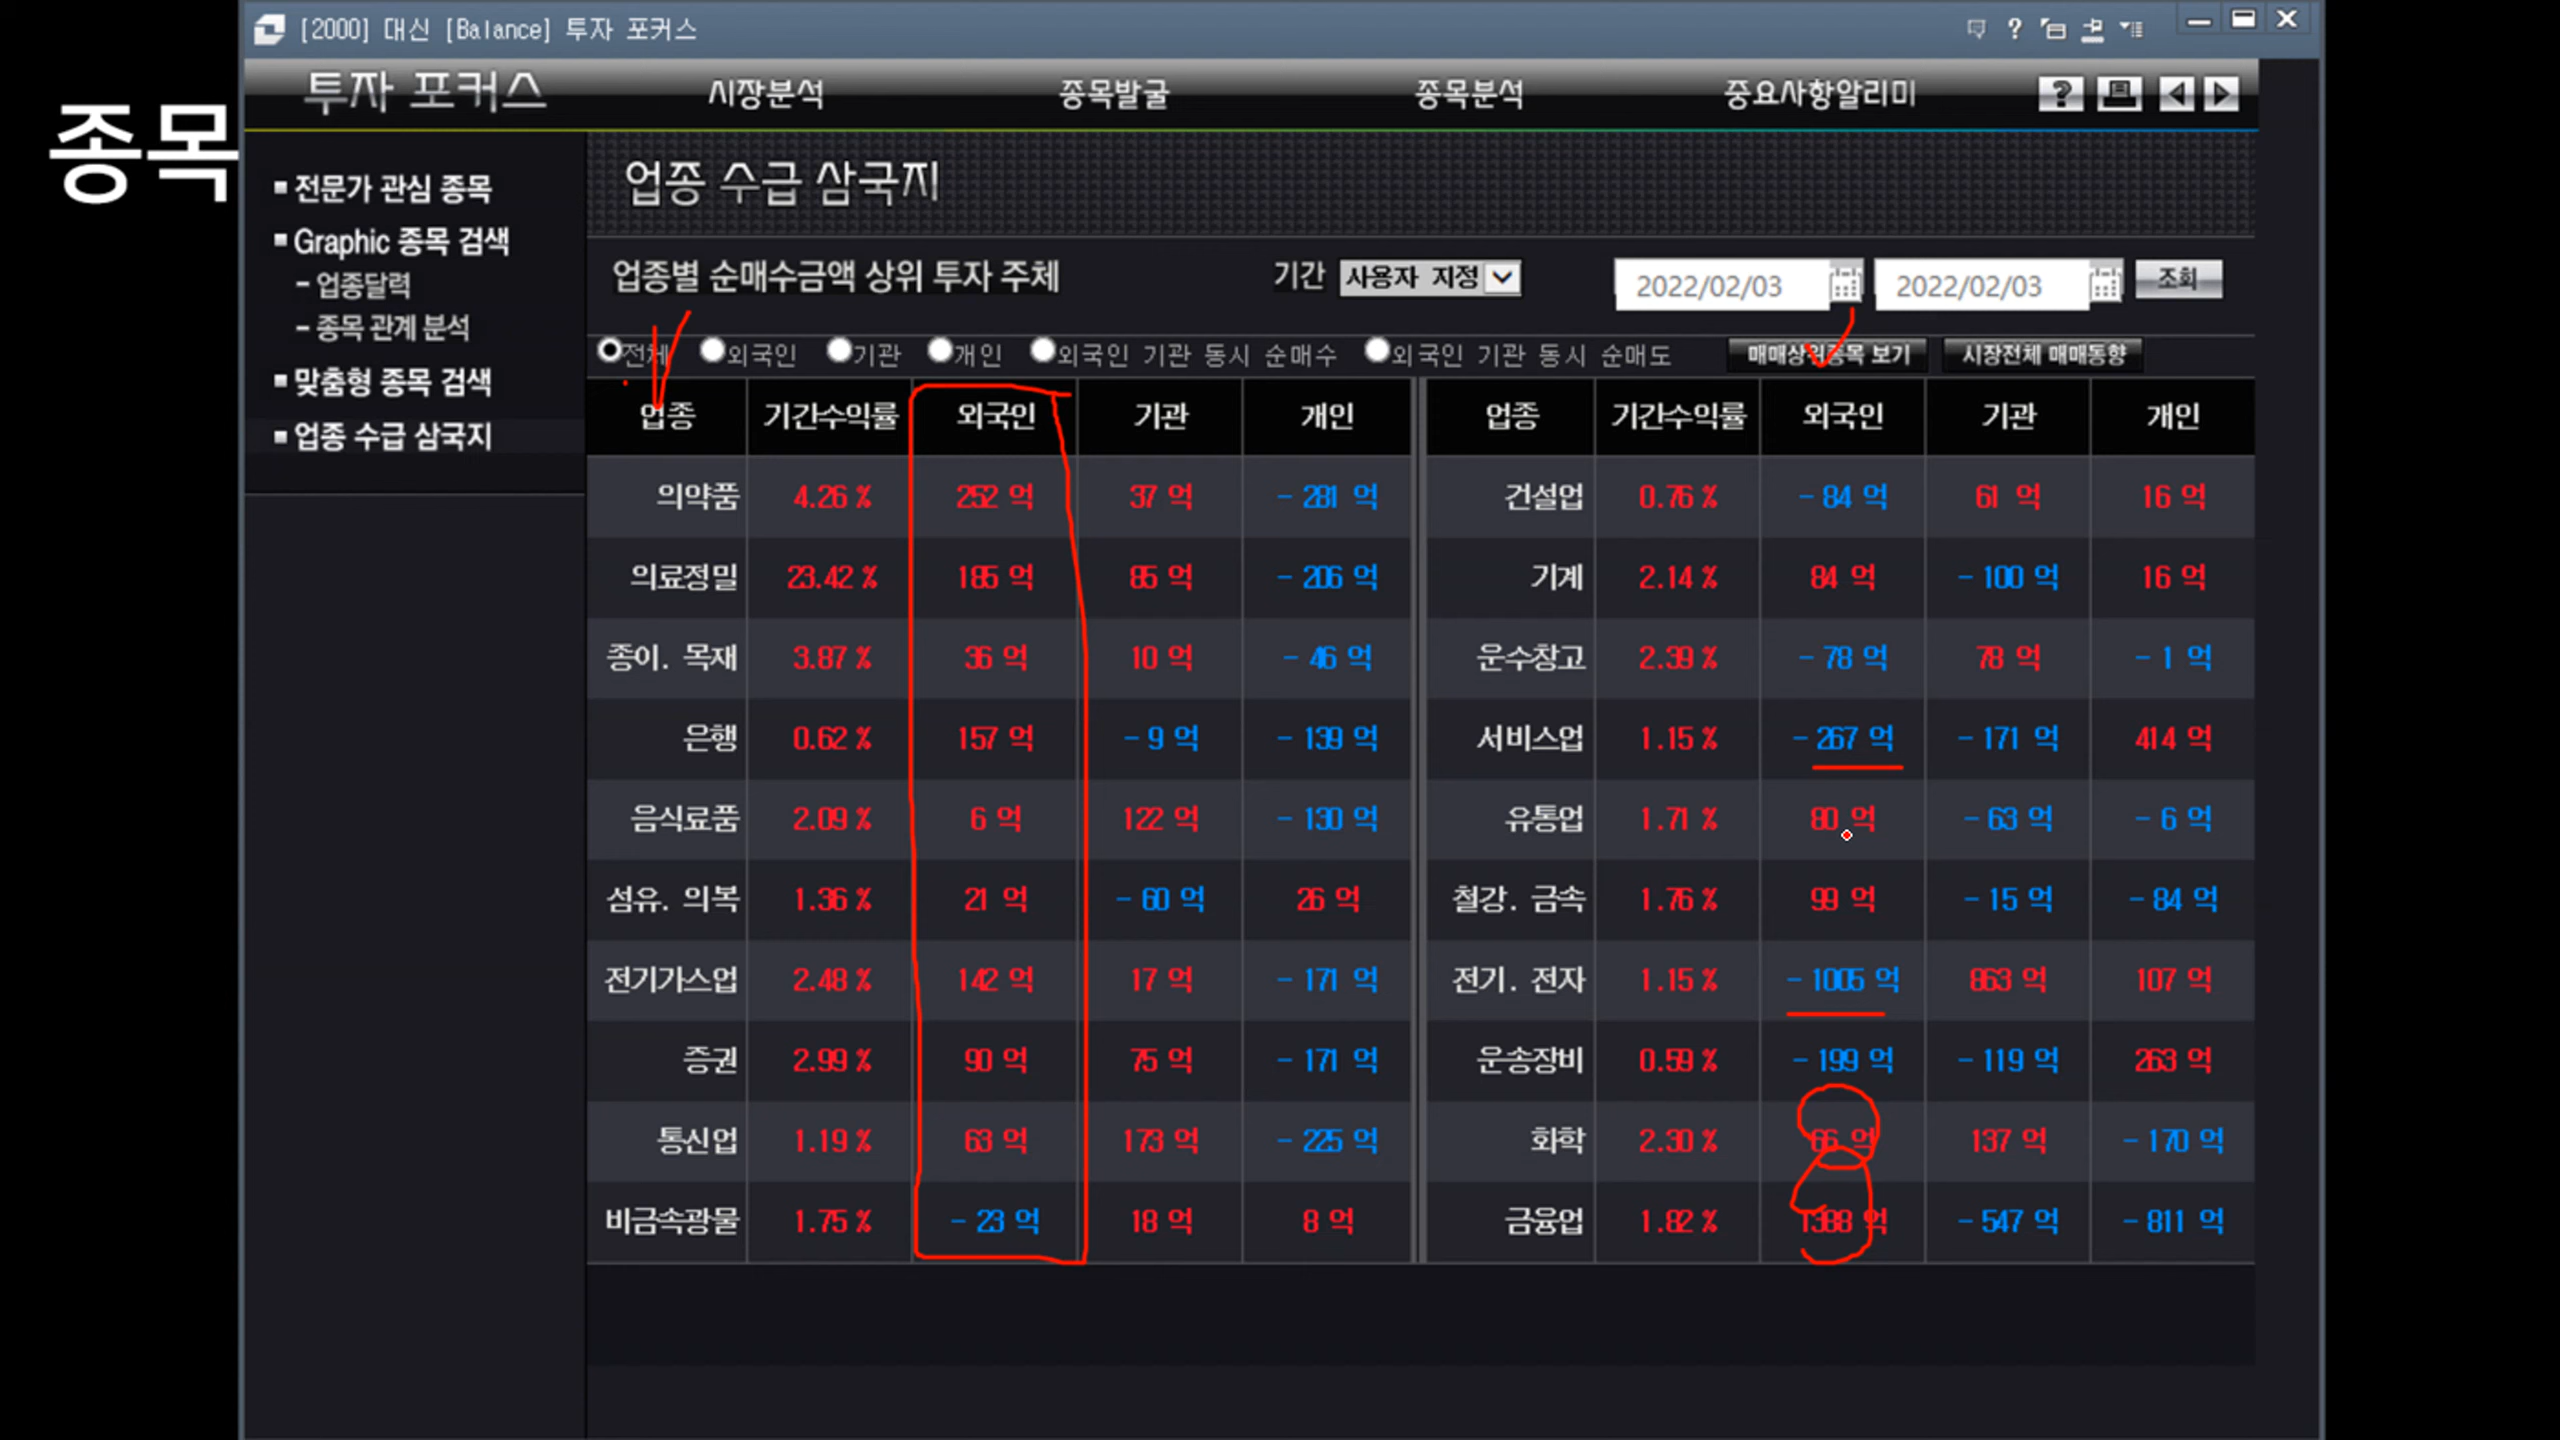 [2000] 대신 [Balance] 투자 포커스
투자 포커스 시장분석 종목발굴 종목분석 중요사항알리미
종목
전문가 관심 종목
Graphic 종목 검색
- 업종달력
- 종목 관계 분석
맞춤형 종목 검색
업종 수급 삼국지
업종 수급 삼국지
업종별 순매수금액 상위 투자 주체 기간 사용자 지정 2022/02/03 2022/02/03 조회
전체 외국인 기관 개인 외국인 기관 동시 순매수 외국인 기관 동시 순매도 매매상위종목 보기 시장전체 매매동향
업종 기간수익률 외국인 기관 개인 업종 기간수익률 외국인 기관 개인
의약품 4.26 % 252 억 37 억 - 281 억 건설업 0.76 % - 84 억 61 억 16 억
의료정밀 23.42 % 185 억 85 억 - 206 억 기계 2.14 % 84 억 - 100 억 16 억
종이. 목재 3.87 % 36 억 10 억 - 46 억 운수창고 2.39 % - 78 억 78 억 - 1 억
은행 0.62 % 157 억 - 9 억 - 139 억 서비스업 1.15 % - 267 억 - 171 억 414 억
음식료품 2.09 % 6 억 122 억 - 130 억 유통업 1.71 % 80 억 - 63 억 - 6 억
섬유. 의복 1.36 % 21 억 - 60 억 26 억 철강. 금속 1.76 % 99 억 - 15 억 - 84 억
전기가스업 2.48 % 142 억 17 억 - 171 억 전기. 전자 1.15 % - 1005 억 863 억 107 억
증권 2.99 % 90 억 75 억 - 171 억 운송장비 0.59 % - 199 억 - 119 억 263 억
통신업 1.19 % 63 억 173 억 - 225 억 화학 2.30 % 66 억 137 억 - 170 억
비금속광물 1.75 % - 23 억 18 억 8 억 금융업 1.82 % 1388 억 - 547 억 - 811 억